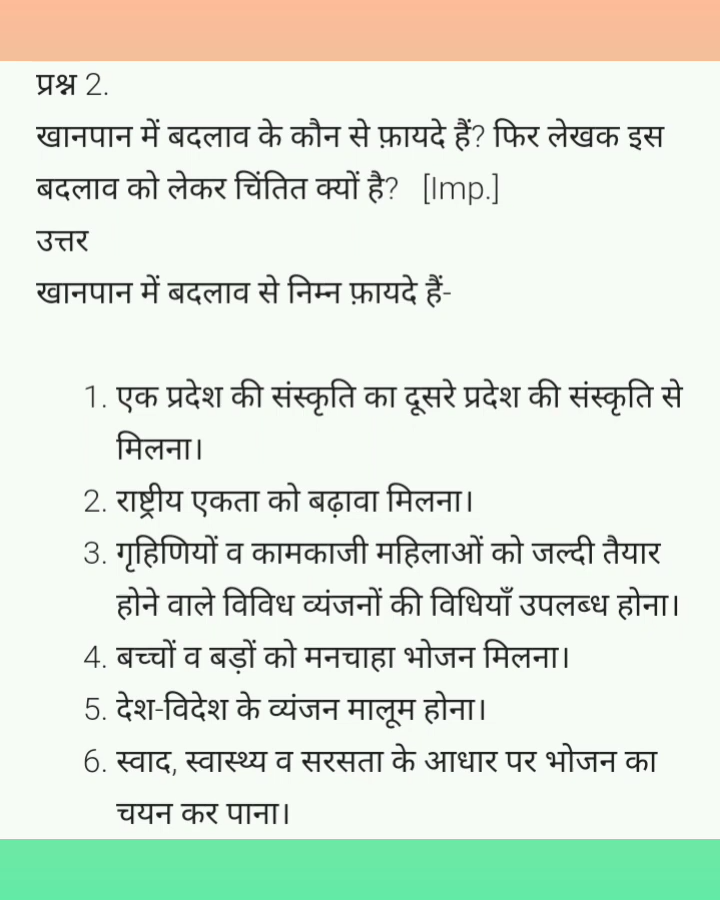 प्रश्न 2.
खानपान में बदलाव के कौन से फ़ायदे हैं? फिर लेखक इस
बदलाव को लेकर चिंतित क्यों है? [Imp.]
उत्तर
खानपान में बदलाव से निम्न फ़ायदे हैं-
1. एक प्रदेश की संस्कृति का दूसरे प्रदेश की संस्कृति से
मिलना।
2. राष्ट्रीय एकता को बढ़ावा मिलना।
3. गृहिणियों व कामकाजी महिलाओं को जल्दी तैयार
होने वाले विविध व्यंजनों की विधियाँ उपलब्ध होना।
4. बच्चों व बड़ों को मनचाहा भोजन मिलना।
5. देश-विदेश के व्यंजन मालूम होना।
6. स्वाद, स्वास्थ्य व सरसता के आधार पर भोजन का
चयन कर पाना।